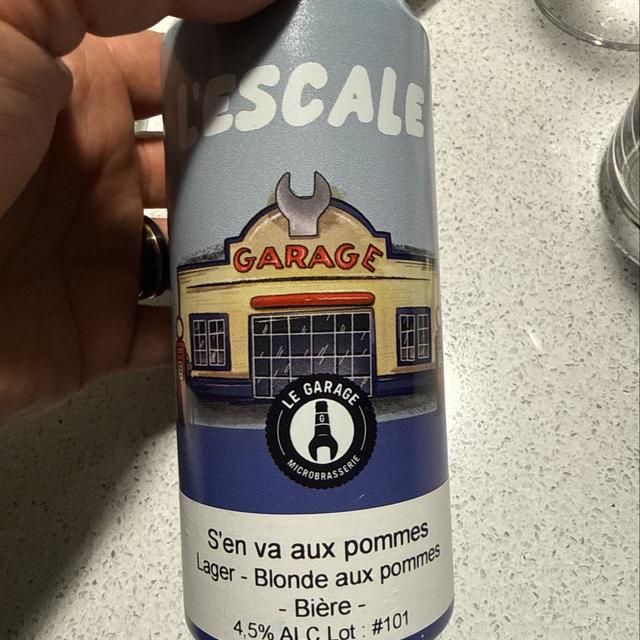 L'ESCALE
GARAGE
LE GARAGE
G
MICROBRASSERIE
S'en va aux pommes
Lager - Blonde aux pommes
- Bière -
4,5% ALC Lot : #101